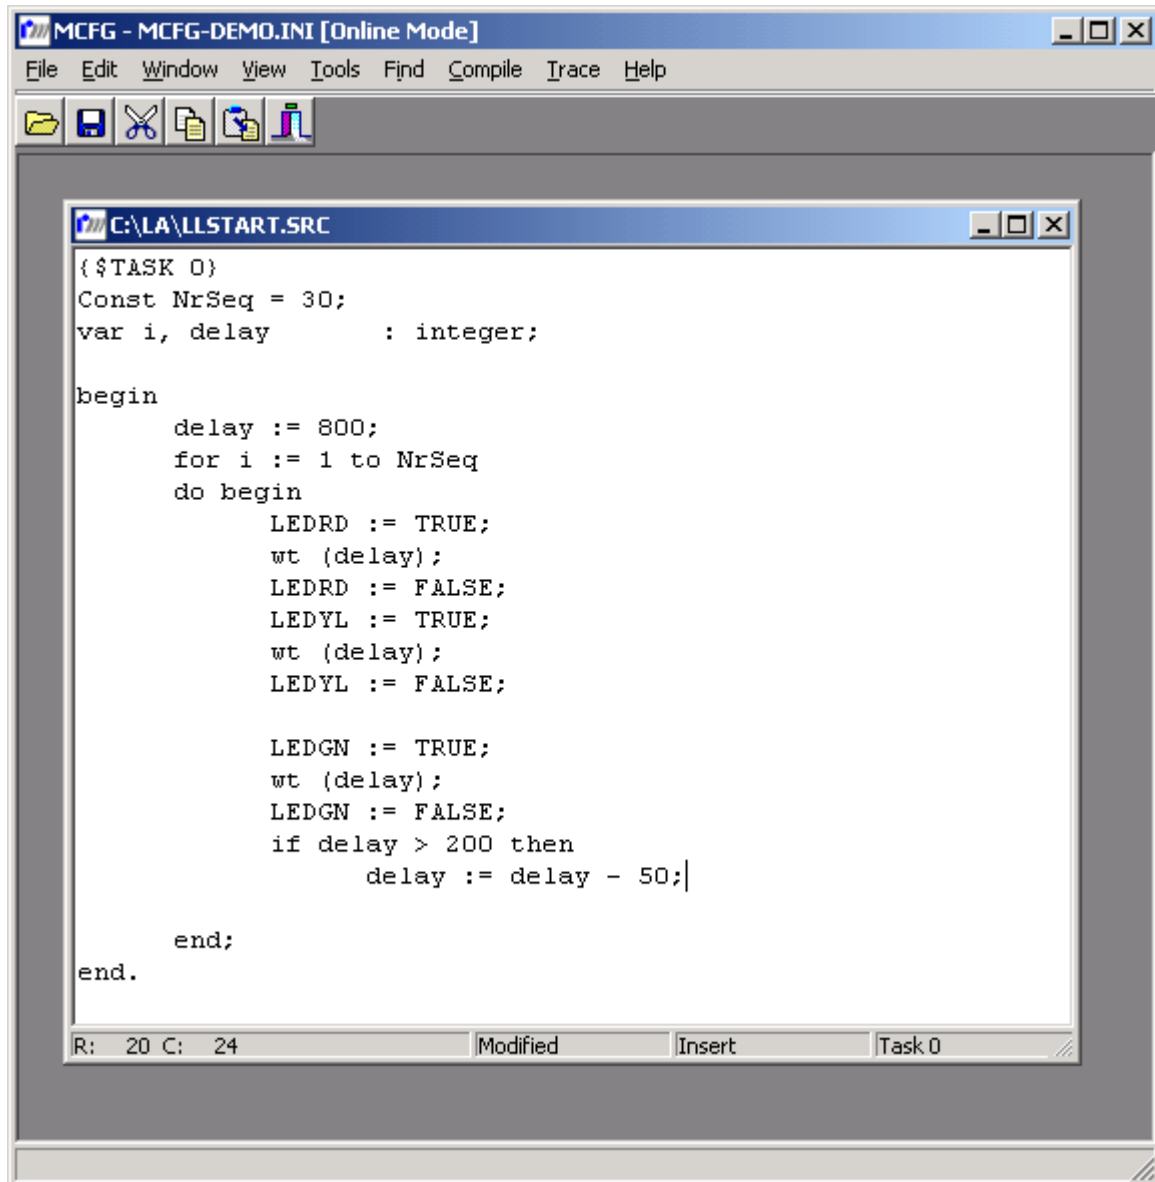 MCFG - MCFG-DEMO.INI [Online Mode]
File Edit Window View Tools Find Compile Trace Help
C:\LA\LLSTART.SRC
{$TASK 0}
Const NrSeq = 30;
var i, delay       : integer;
begin
      delay := 800;
      for i := 1 to NrSeq
      do begin
            LEDRD := TRUE;
            wt (delay);
            LEDRD := FALSE;
            LEDYL := TRUE;
            wt (delay);
            LEDYL := FALSE;
            LEDGN := TRUE;
            wt (delay);
            LEDGN := FALSE;
            if delay > 200 then
                  delay := delay - 50;
      end;
end.
R: 20 C: 24 Modified Insert Task 0